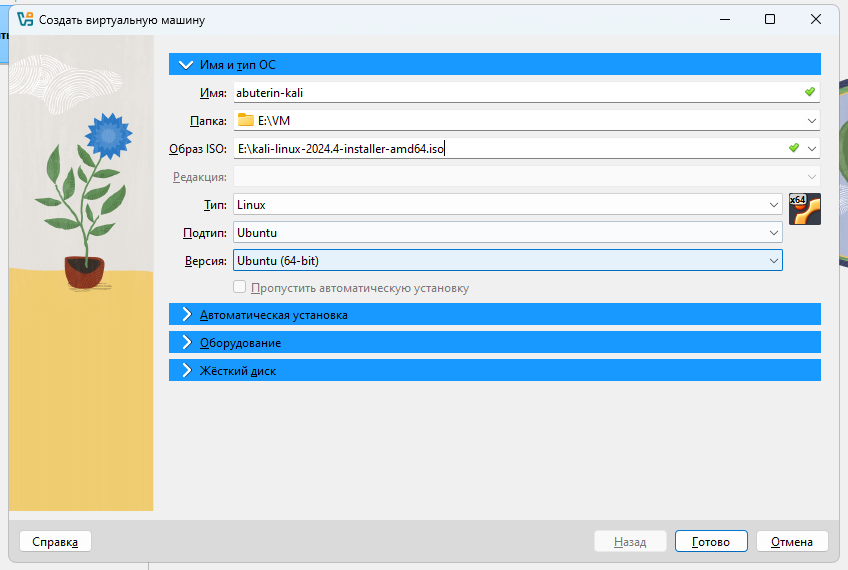 Создать виртуальную машину
Имя и тип ОС
Имя: abuterin-kali
Папка: E:\VM
Образ ISO: E:\kali-linux-2024.4-installer-amd64.iso
Редакция:
Тип: Linux
x64
Подтип: Ubuntu
Версия: Ubuntu (64-bit)
Пропустить автоматическую установку
Автоматическая установка
Оборудование
Жёсткий диск
Справка Назад Готово Отмена